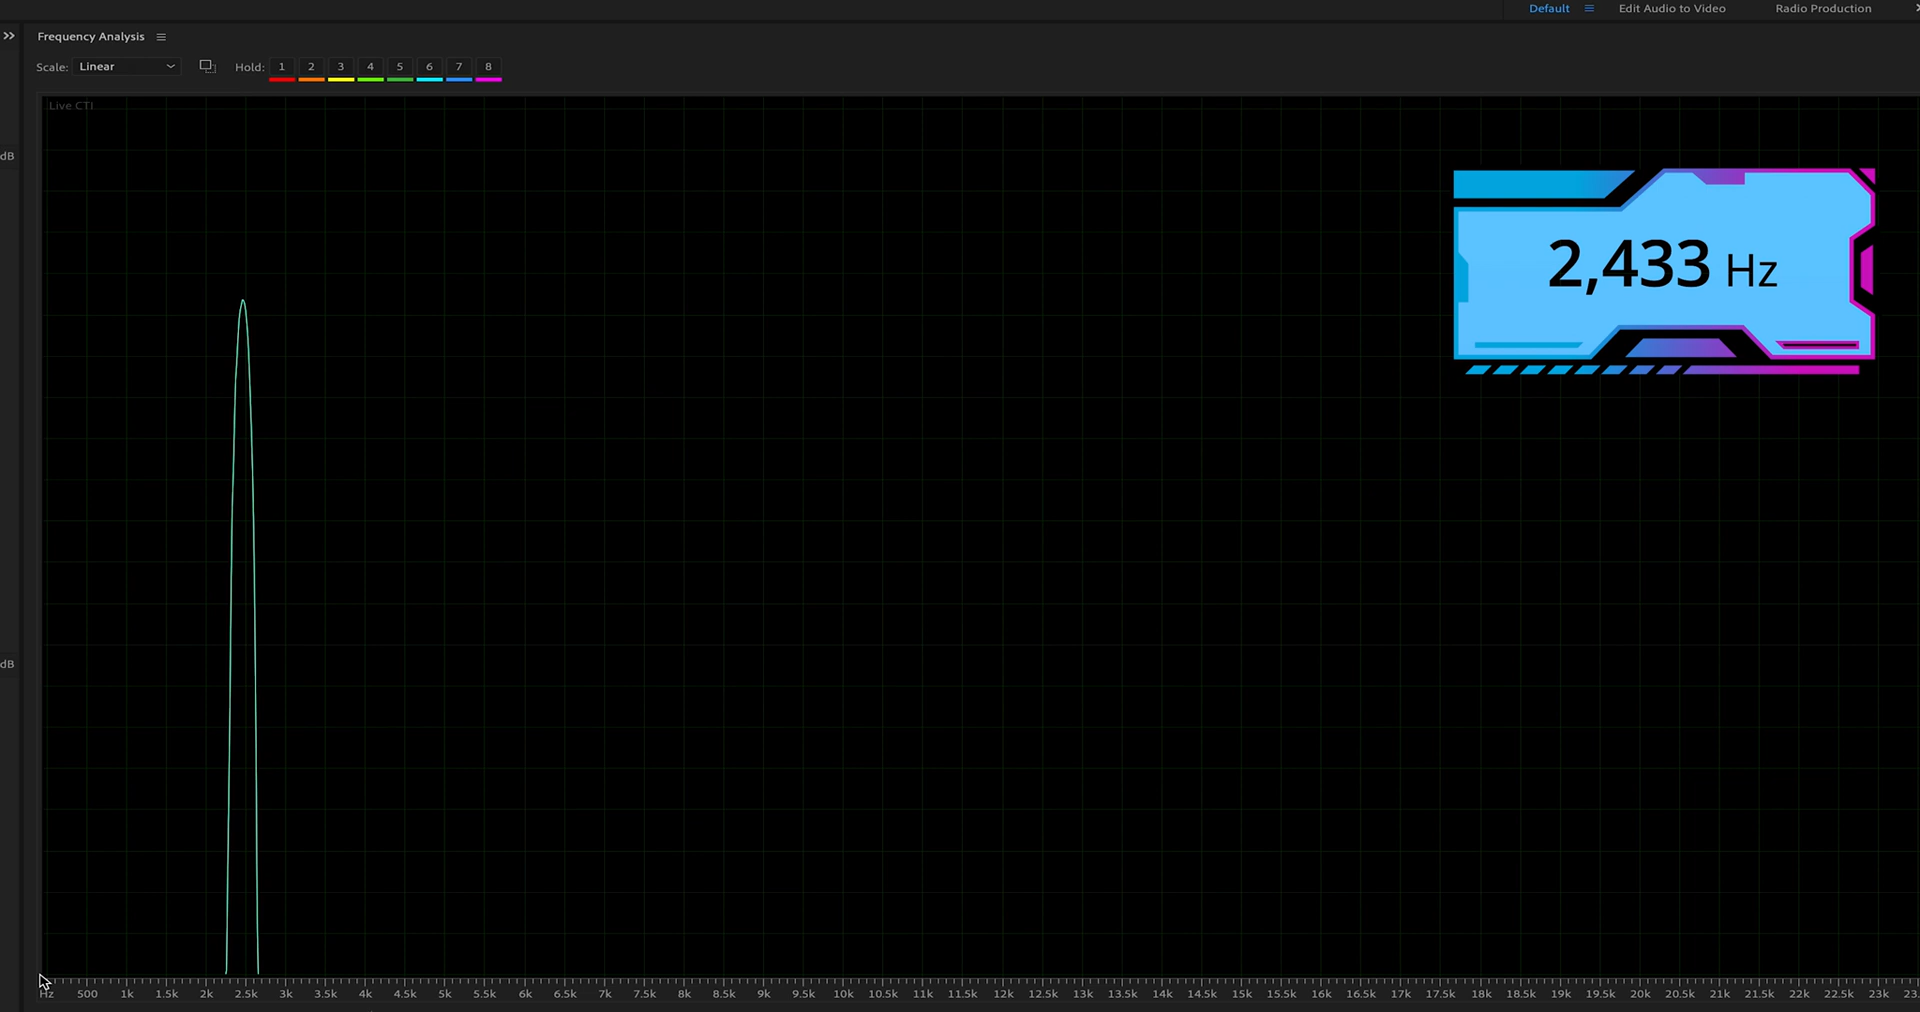 Default Edit Audio to Video Radio Production
Frequency Analysis
Scale: Linear Hold: 1 2 3 4 5 6 7 8
Live CTI
dB
2,433 Hz
dB
Hz 500 1k 1.5k 2k 2.5k 3k 3.5k 4k 4.5k 5k 5.5k 6k 6.5k 7k 7.5k 8k 8.5k 9k 9.5k 10k 10.5k 11k 11.5k 12k 12.5k 13k 13.5k 14k 14.5k 15k 15.5k 16k 16.5k 17k 17.5k 18k 18.5k 19k 19.5k 20k 20.5k 21k 21.5k 22k 22.5k 23k 23.